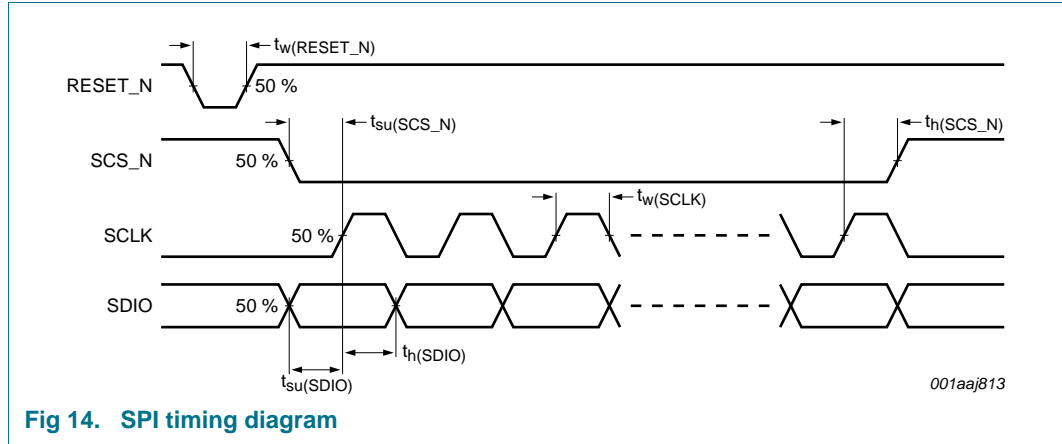 tw(RESET_N)
RESET_N
50 %
tsu(SCS_N)
th(SCS_N)
SCS_N
50 %
tw(SCLK)
SCLK
50 %
SDIO
50 %
th(SDIO)
tsu(SDIO)
001aaj813
Fig 14. SPI timing diagram